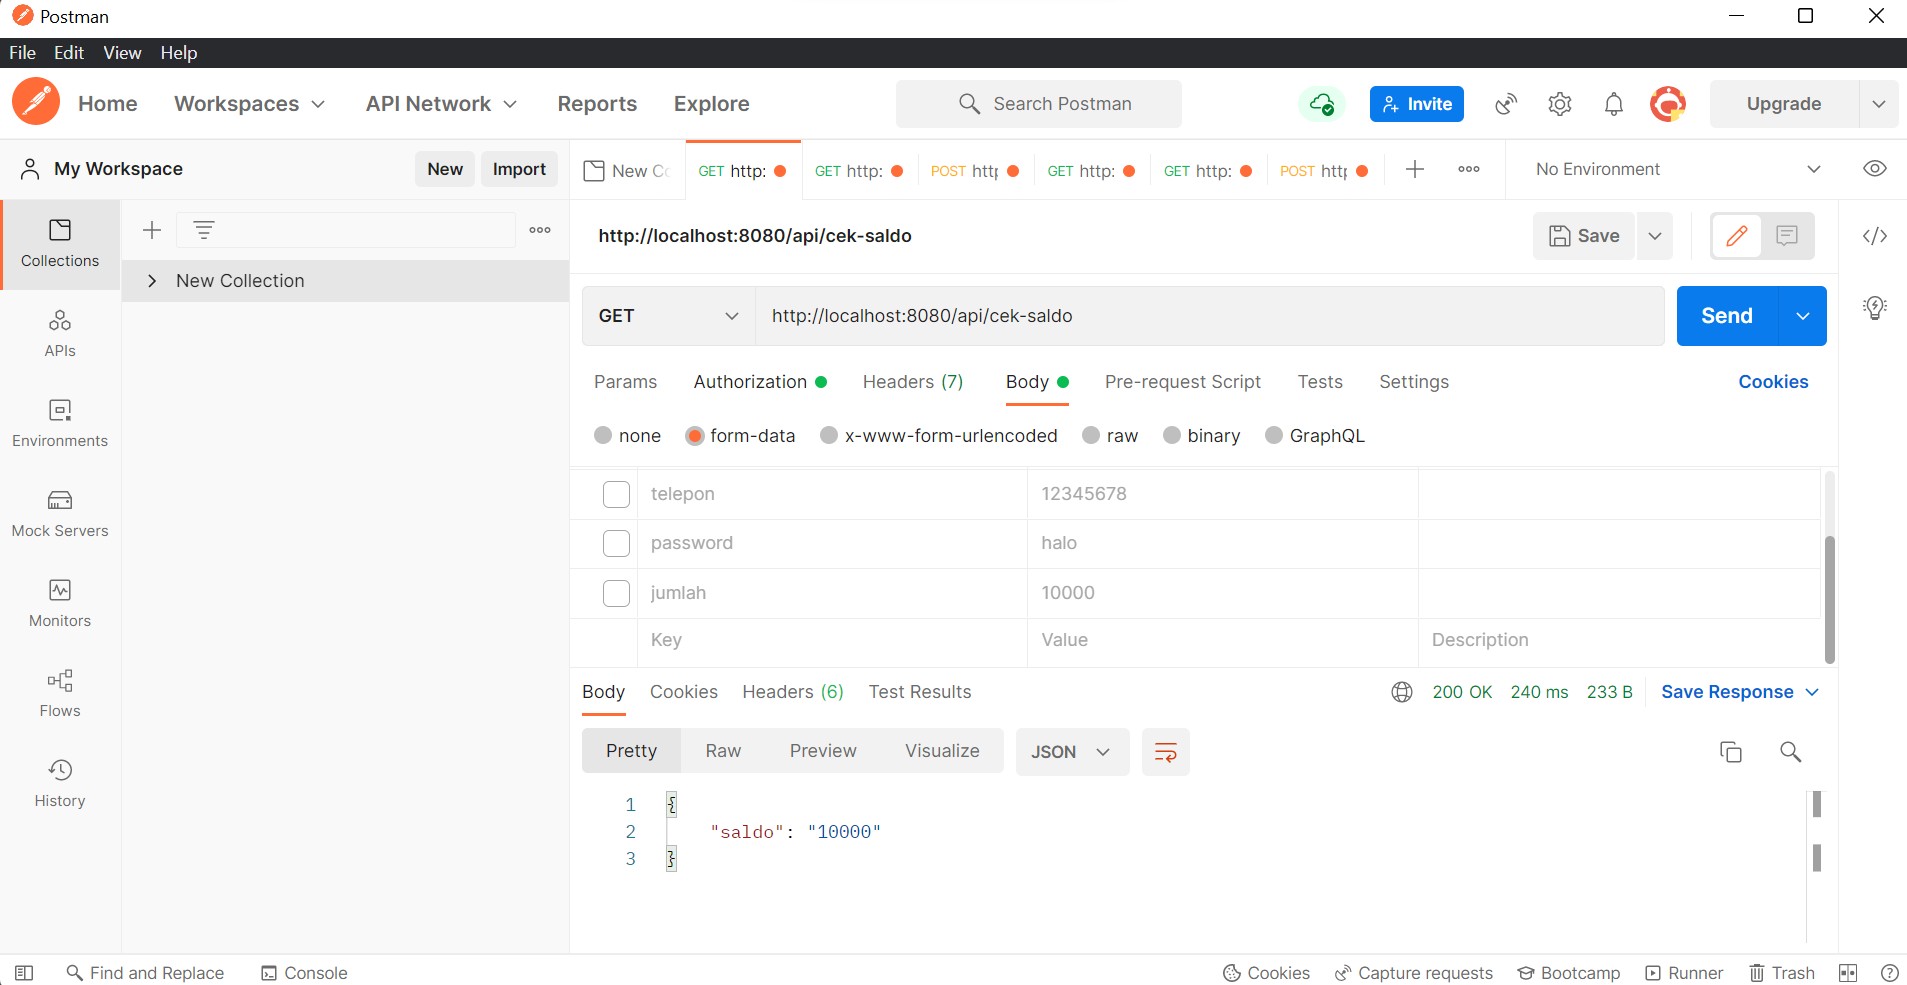 Postman
File Edit View Help
Home Workspaces API Network Reports Explore Search Postman Invite Upgrade
My Workspace New Import
New Co GET http: GET http: POST http GET http: GET http: POST http No Environment
Collections
APIs
Environments
Mock Servers
Monitors
Flows
History
New Collection
http://localhost:8080/api/cek-saldo Save
GET http://localhost:8080/api/cek-saldo Send
Params Authorization Headers (7) Body Pre-request Script Tests Settings Cookies
none form-data x-www-form-urlencoded raw binary GraphQL
telepon 12345678
password halo
jumlah 10000
Key Value Description
Body Cookies Headers (6) Test Results 200 OK 240 ms 233 B Save Response
Pretty Raw Preview Visualize JSON
1 {
2 "saldo": "10000"
3 }
Find and Replace Console Cookies Capture requests Bootcamp Runner Trash